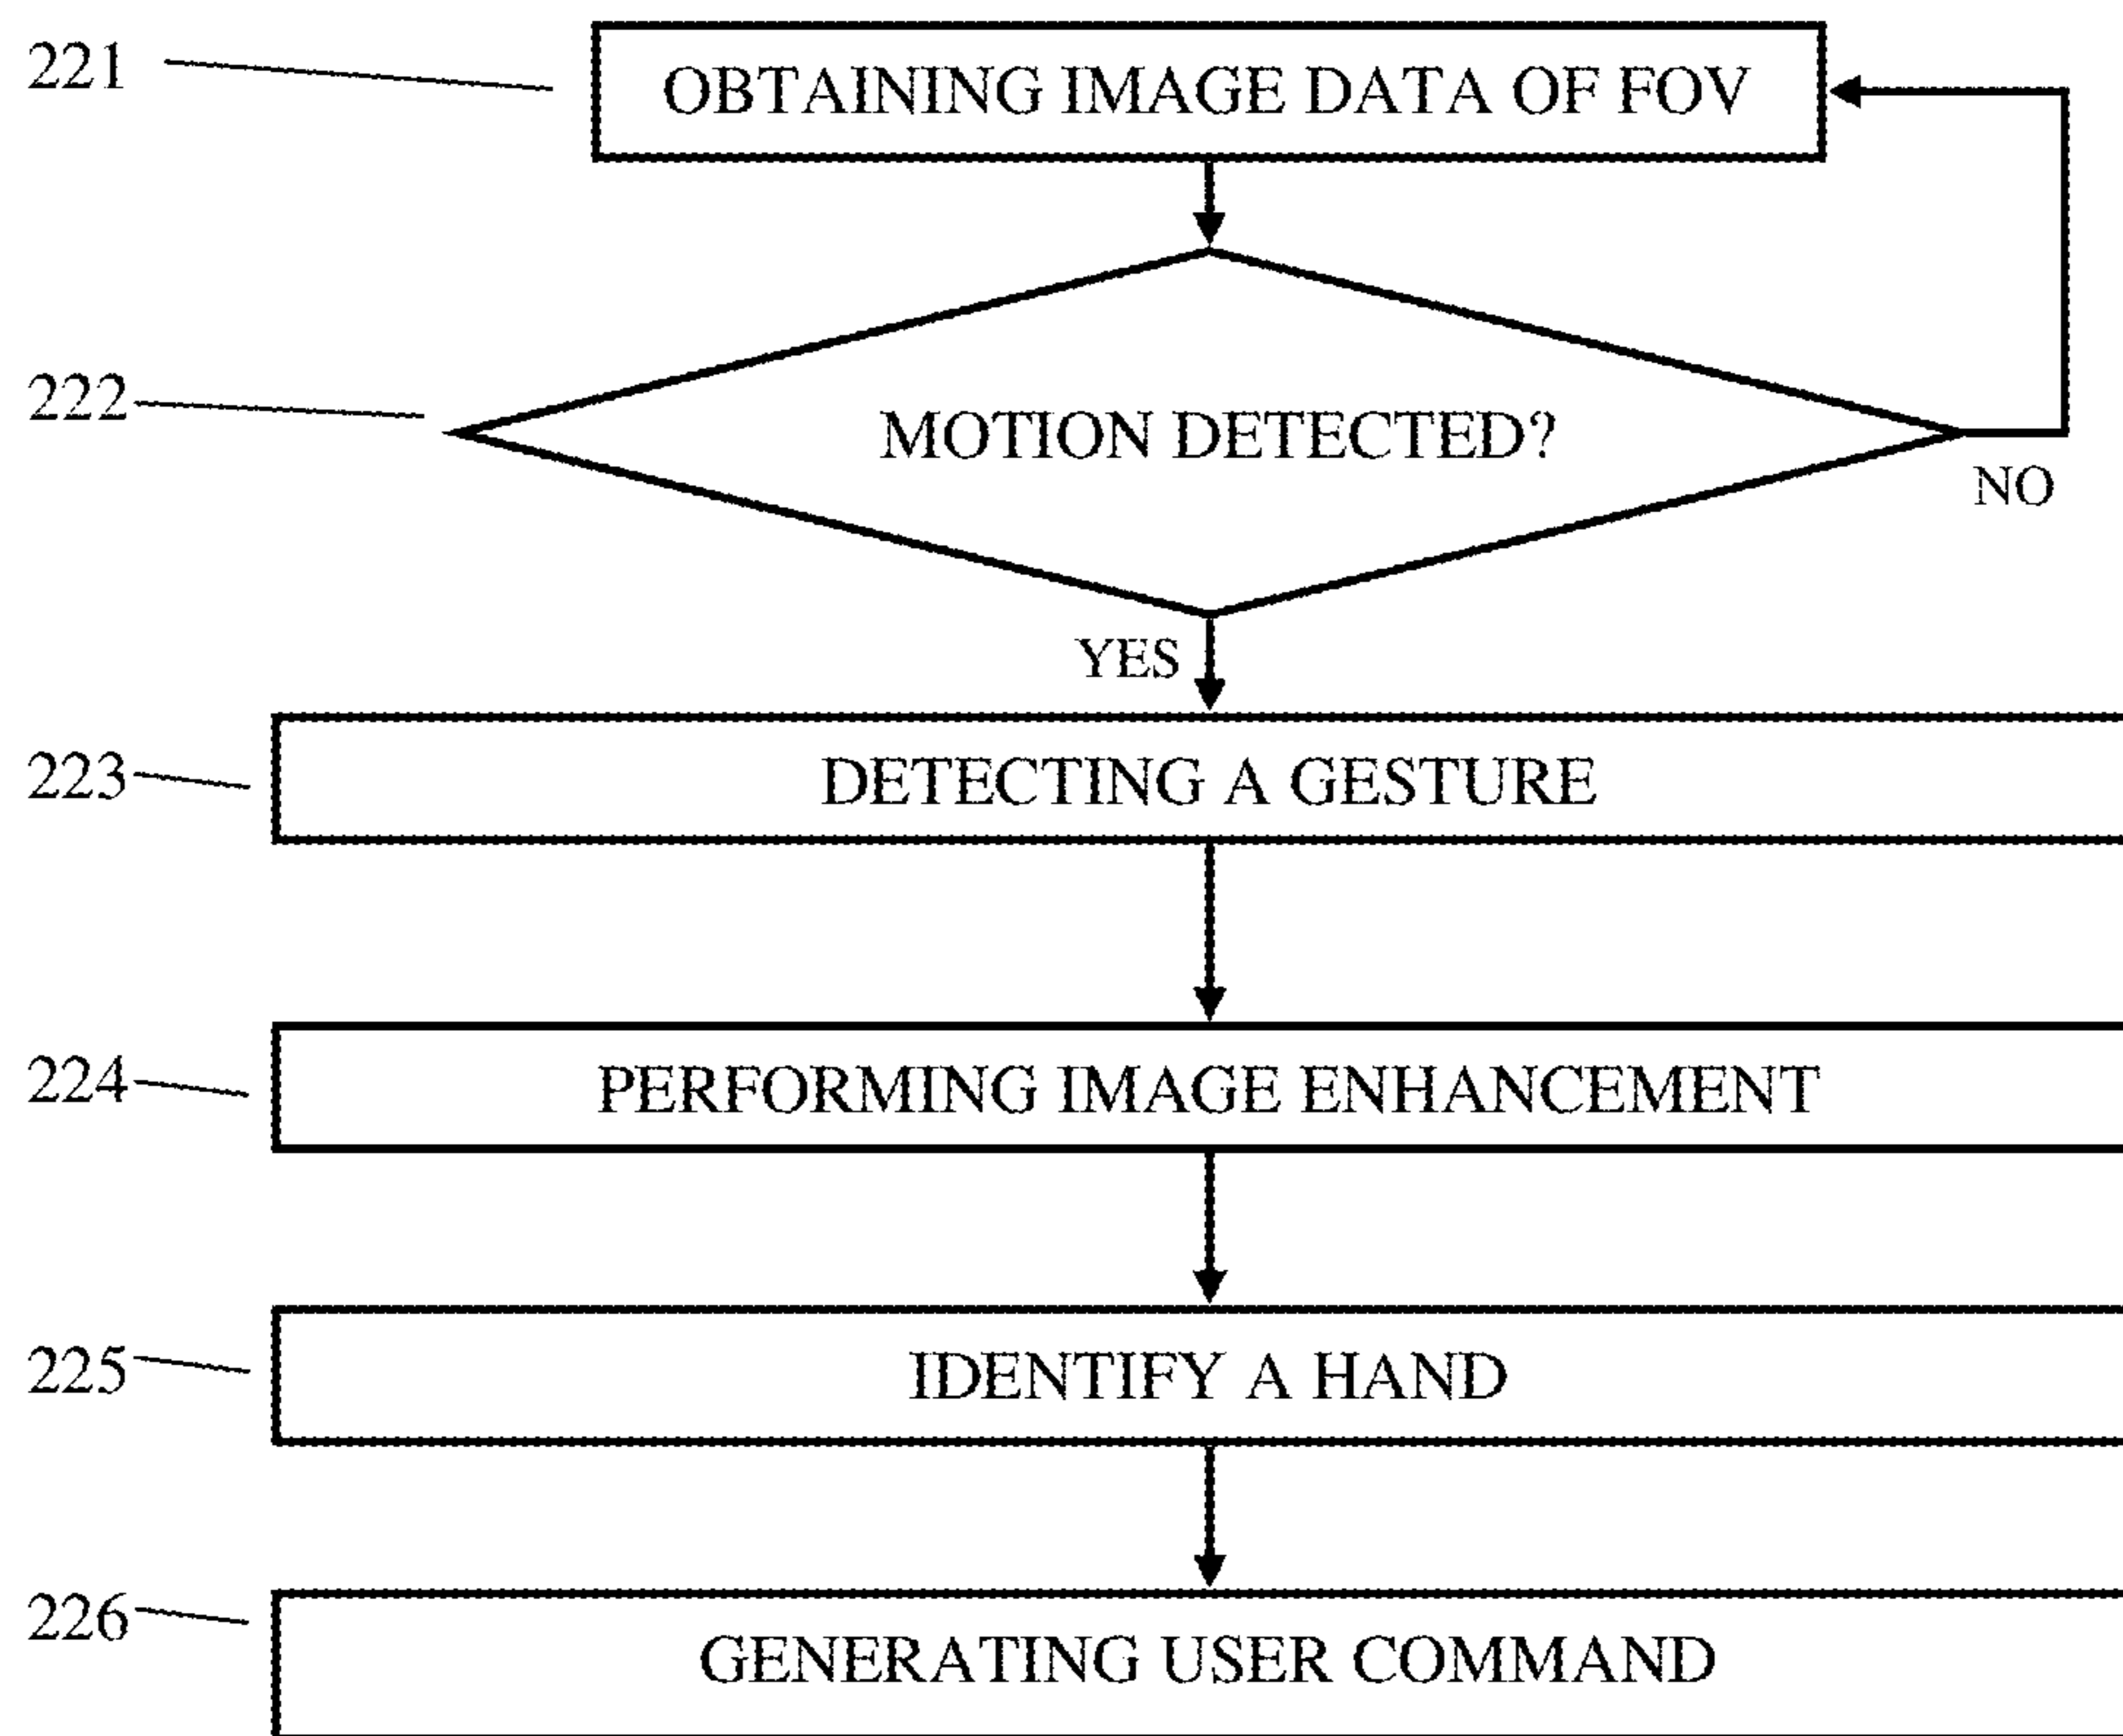 221
OBTAINING IMAGE DATA OF FOV
222
MOTION DETECTED?
NO
YES
223
DETECTING A GESTURE
224
PERFORMING IMAGE ENHANCEMENT
225
IDENTIFY A HAND
226
GENERATING USER COMMAND